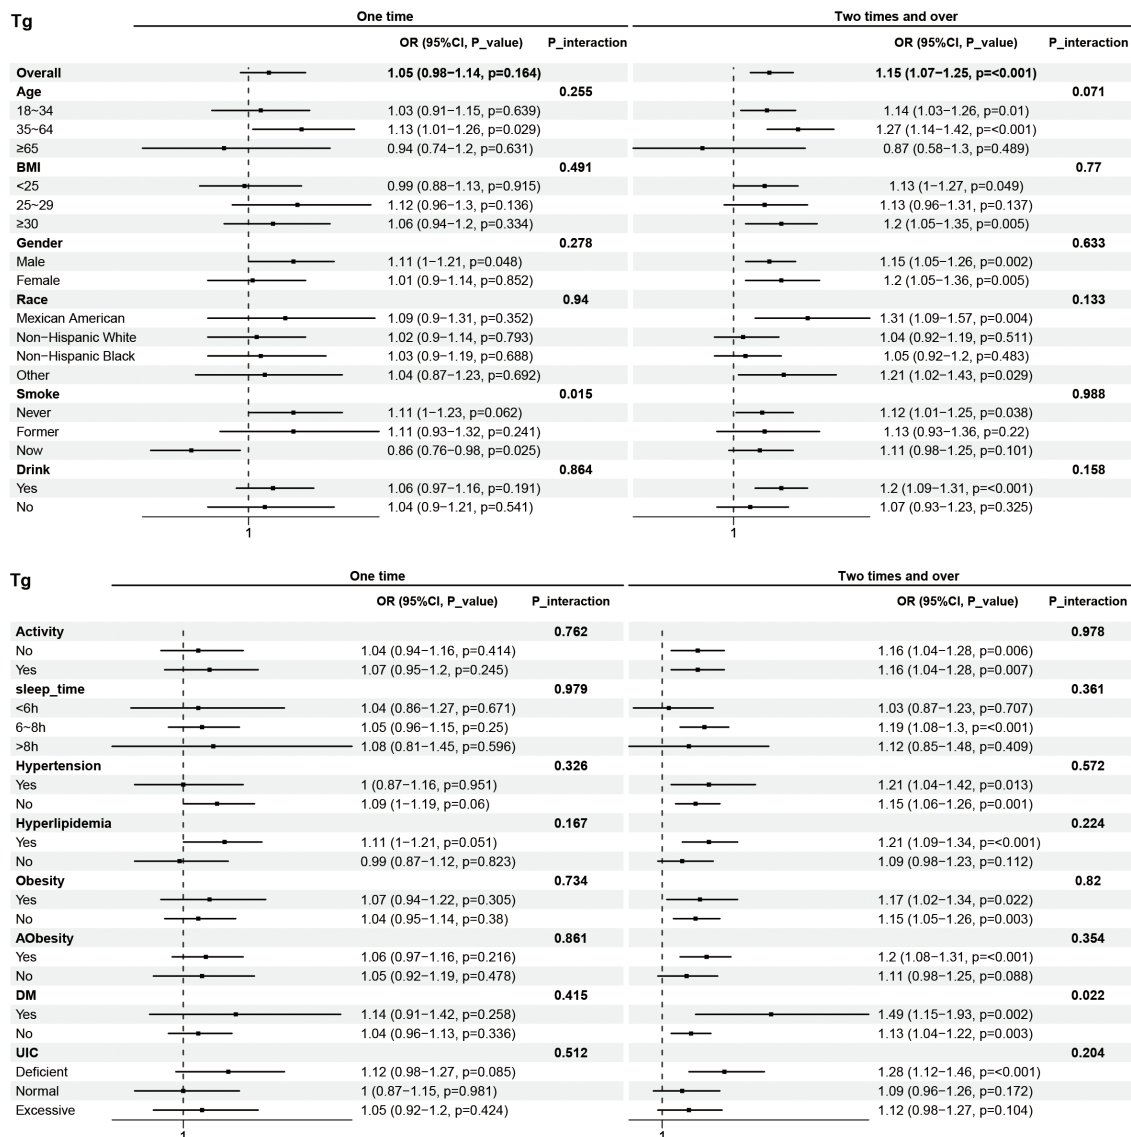 Tg One time Two times and over
OR (95%CI, P_value) P_interaction OR (95%CI, P_value) P_interaction
Overall 1.05 (0.98−1.14, p=0.164) 1.15 (1.07−1.25, p=<0.001)
Age 0.255 0.071
18~34 1.03 (0.91−1.15, p=0.639) 1.14 (1.03−1.26, p=0.01)
35~64 1.13 (1.01−1.26, p=0.029) 1.27 (1.14−1.42, p=<0.001)
≥65 0.94 (0.74−1.2, p=0.631) 0.87 (0.58−1.3, p=0.489)
BMI 0.491 0.77
<25 0.99 (0.88−1.13, p=0.915) 1.13 (1−1.27, p=0.049)
25~29 1.12 (0.96−1.3, p=0.136) 1.13 (0.96−1.31, p=0.137)
≥30 1.06 (0.94−1.2, p=0.334) 1.2 (1.05−1.35, p=0.005)
Gender 0.278 0.633
Male 1.11 (1−1.21, p=0.048) 1.15 (1.05−1.26, p=0.002)
Female 1.01 (0.9−1.14, p=0.852) 1.2 (1.05−1.36, p=0.005)
Race 0.94 0.133
Mexican American 1.09 (0.9−1.31, p=0.352) 1.31 (1.09−1.57, p=0.004)
Non−Hispanic White 1.02 (0.9−1.14, p=0.793) 1.04 (0.92−1.19, p=0.511)
Non−Hispanic Black 1.03 (0.9−1.19, p=0.688) 1.05 (0.92−1.2, p=0.483)
Other 1.04 (0.87−1.23, p=0.692) 1.21 (1.02−1.43, p=0.029)
Smoke 0.015 0.988
Never 1.11 (1−1.23, p=0.062) 1.12 (1.01−1.25, p=0.038)
Former 1.11 (0.93−1.32, p=0.241) 1.13 (0.93−1.36, p=0.22)
Now 0.86 (0.76−0.98, p=0.025) 1.11 (0.98−1.25, p=0.101)
Drink 0.864 0.158
Yes 1.06 (0.97−1.16, p=0.191) 1.2 (1.09−1.31, p=<0.001)
No 1.04 (0.9−1.21, p=0.541) 1.07 (0.93−1.23, p=0.325)
1 1
Tg One time Two times and over
OR (95%CI, P_value) P_interaction OR (95%CI, P_value) P_interaction
Activity 0.762 0.978
No 1.04 (0.94−1.16, p=0.414) 1.16 (1.04−1.28, p=0.006)
Yes 1.07 (0.95−1.2, p=0.245) 1.16 (1.04−1.28, p=0.007)
sleep_time 0.979 0.361
<6h 1.04 (0.86−1.27, p=0.671) 1.03 (0.87−1.23, p=0.707)
6~8h 1.05 (0.96−1.15, p=0.25) 1.19 (1.08−1.3, p=<0.001)
>8h 1.08 (0.81−1.45, p=0.596) 1.12 (0.85−1.48, p=0.409)
Hypertension 0.326 0.572
Yes 1 (0.87−1.16, p=0.951) 1.21 (1.04−1.42, p=0.013)
No 1.09 (1−1.19, p=0.06) 1.15 (1.06−1.26, p=0.001)
Hyperlipidemia 0.167 0.224
Yes 1.11 (1−1.21, p=0.051) 1.21 (1.09−1.34, p=<0.001)
No 0.99 (0.87−1.12, p=0.823) 1.09 (0.98−1.23, p=0.112)
Obesity 0.734 0.82
Yes 1.07 (0.94−1.22, p=0.305) 1.17 (1.02−1.34, p=0.022)
No 1.04 (0.95−1.14, p=0.38) 1.15 (1.05−1.26, p=0.003)
AObesity 0.861 0.354
Yes 1.06 (0.97−1.16, p=0.216) 1.2 (1.08−1.31, p=<0.001)
No 1.05 (0.92−1.19, p=0.478) 1.11 (0.98−1.25, p=0.088)
DM 0.415 0.022
Yes 1.14 (0.91−1.42, p=0.258) 1.49 (1.15−1.93, p=0.002)
No 1.04 (0.96−1.13, p=0.336) 1.13 (1.04−1.22, p=0.003)
UIC 0.512 0.204
Deficient 1.12 (0.98−1.27, p=0.085) 1.28 (1.12−1.46, p=<0.001)
Normal 1 (0.87−1.15, p=0.981) 1.09 (0.96−1.26, p=0.172)
Excessive 1.05 (0.92−1.2, p=0.424) 1.12 (0.98−1.27, p=0.104)
1 1